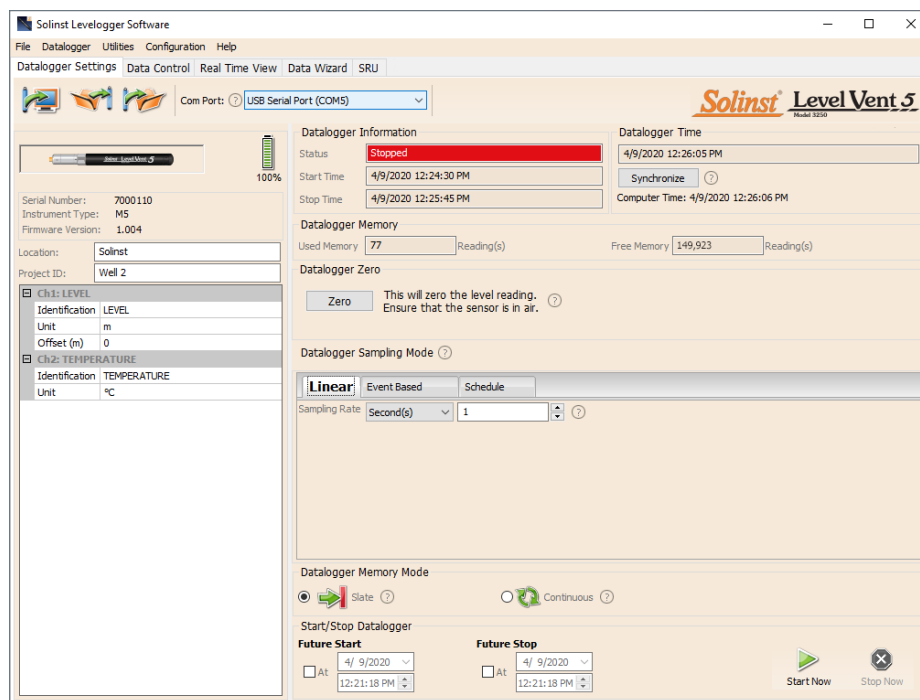 Solinst Levelogger Software
File Datalogger Utilities Configuration Help
Datalogger Settings Data Control Real Time View Data Wizard SRU
Com Port: ? USB Serial Port (COM5)
Solinst® LevelVent 5
Model 3250
Solinst LevelVent 5
100%
Serial Number: 7000110
Instrument Type: M5
Firmware Version: 1.004
Location: Solinst
Project ID: Well 2
Ch1: LEVEL
Identification LEVEL
Unit m
Offset (m) 0
Ch2: TEMPERATURE
Identification TEMPERATURE
Unit ºC
Datalogger Information
Status Stopped
Start Time 4/9/2020 12:24:30 PM
Stop Time 4/9/2020 12:25:45 PM
Datalogger Time
4/9/2020 12:26:05 PM
Synchronize ?
Computer Time: 4/9/2020 12:26:06 PM
Datalogger Memory
Used Memory 77 Reading(s) Free Memory 149,923 Reading(s)
Datalogger Zero
Zero
This will zero the level reading.
Ensure that the sensor is in air. ?
Datalogger Sampling Mode ?
Linear Event Based Schedule
Sampling Rate Second(s) 1 ?
Datalogger Memory Mode
Slate ? Continuous ?
Start/Stop Datalogger
Future Start
At 4/ 9/2020
12:21:18 PM
Future Stop
At 4/ 9/2020
12:21:18 PM
Start Now Stop Now